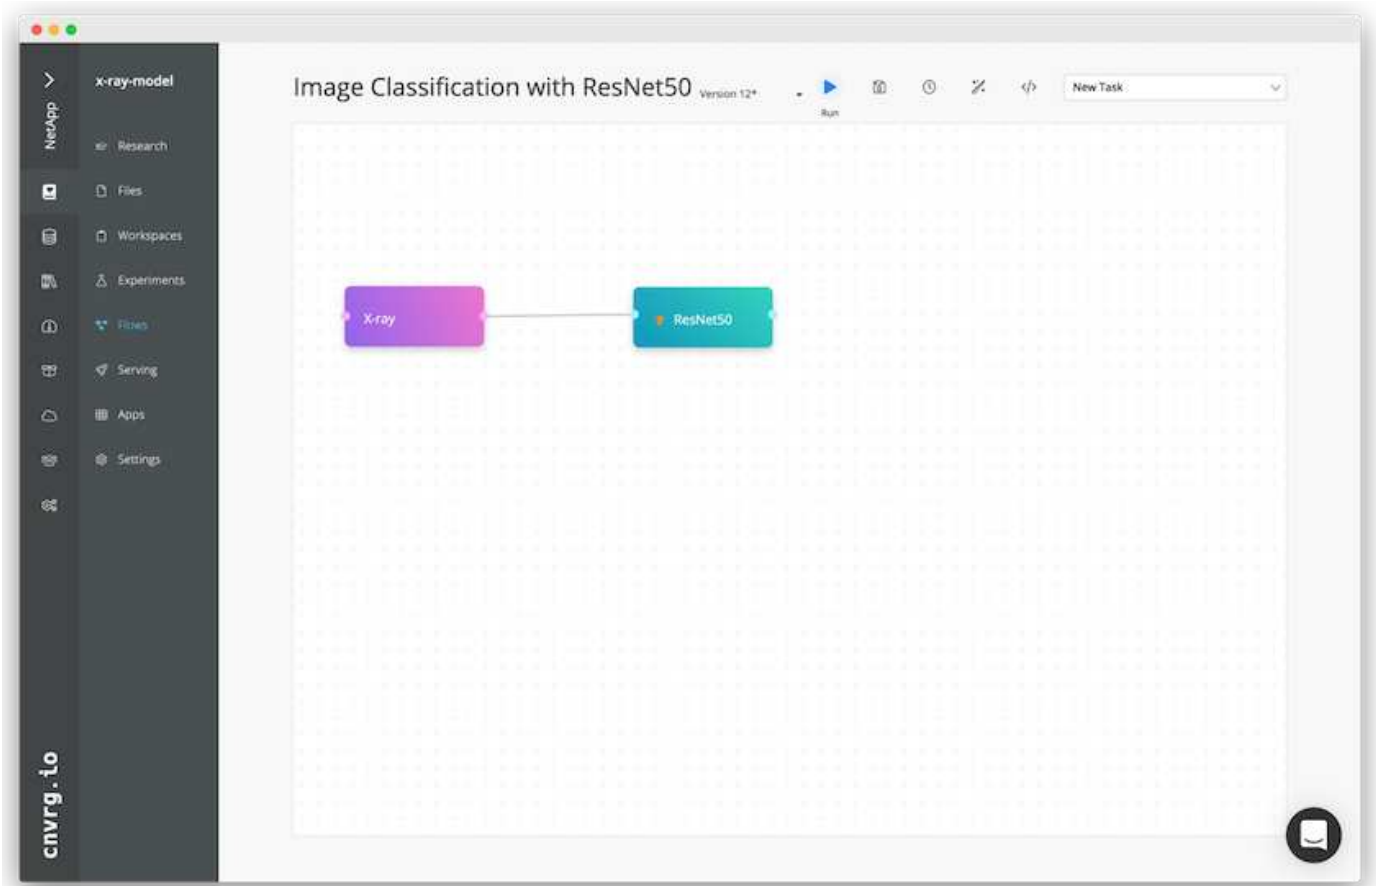 NetApp
cnvrg.io
x-ray-model
Research
Files
Workspaces
Experiments
Flows
Serving
Apps
Settings
Image Classification with ResNet50 Version 12*
Run
</>
New Task
X-ray
ResNet50